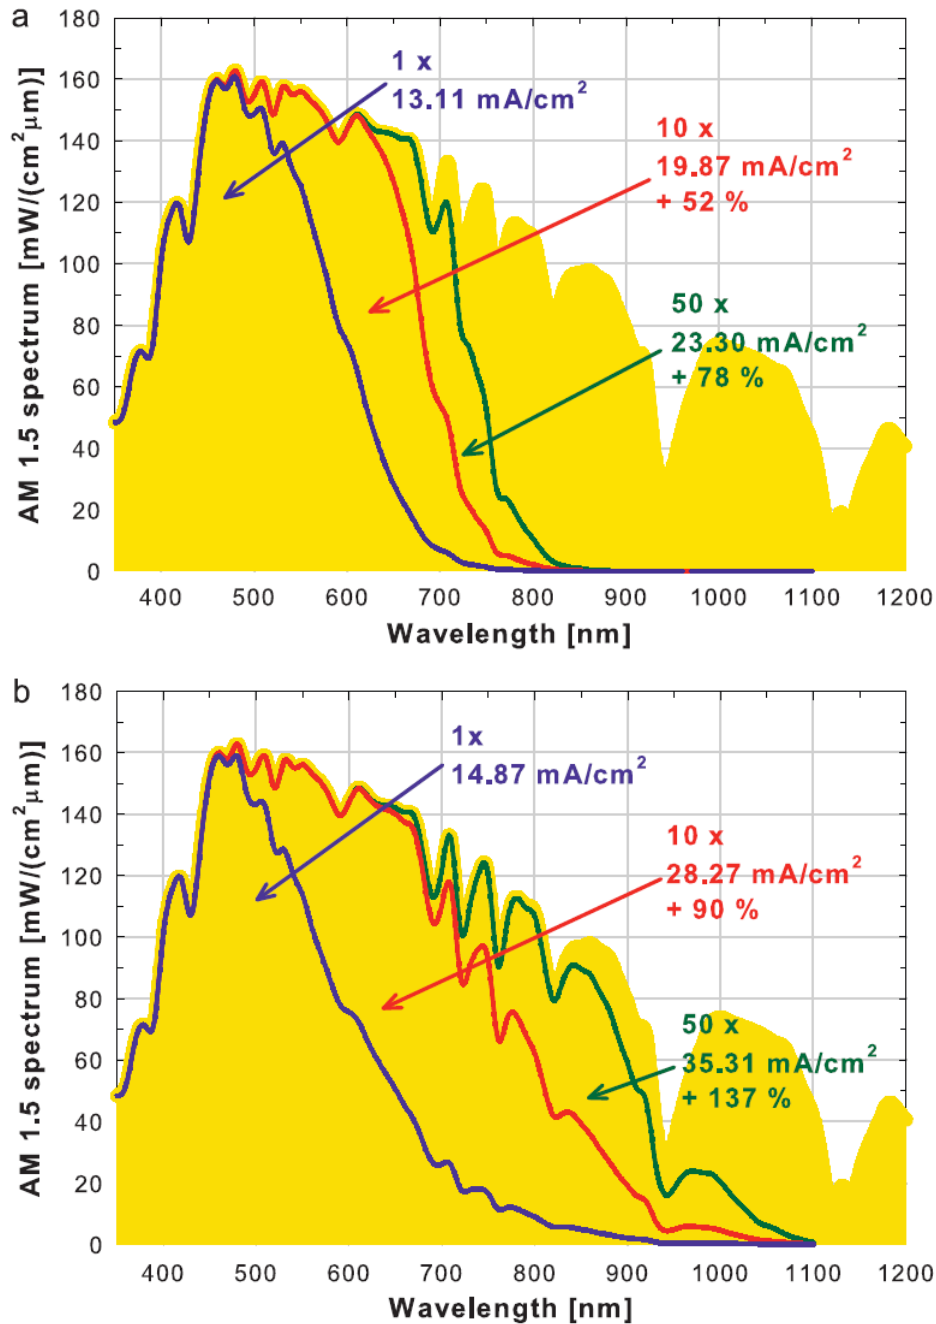 a
180
160
140
120
100
80
60
40
20
0
AM 1.5 spectrum [mW/(cm²µm)]
1 x
13.11 mA/cm²
10 x
19.87 mA/cm²
+ 52 %
50 x
23.30 mA/cm²
+ 78 %
400 500 600 700 800 900 1000 1100 1200
Wavelength [nm]
b
180
160
140
120
100
80
60
40
20
0
AM 1.5 spectrum [mW/(cm²µm)]
1x
14.87 mA/cm²
10 x
28.27 mA/cm²
+ 90 %
50 x
35.31 mA/cm²
+ 137 %
400 500 600 700 800 900 1000 1100 1200
Wavelength [nm]